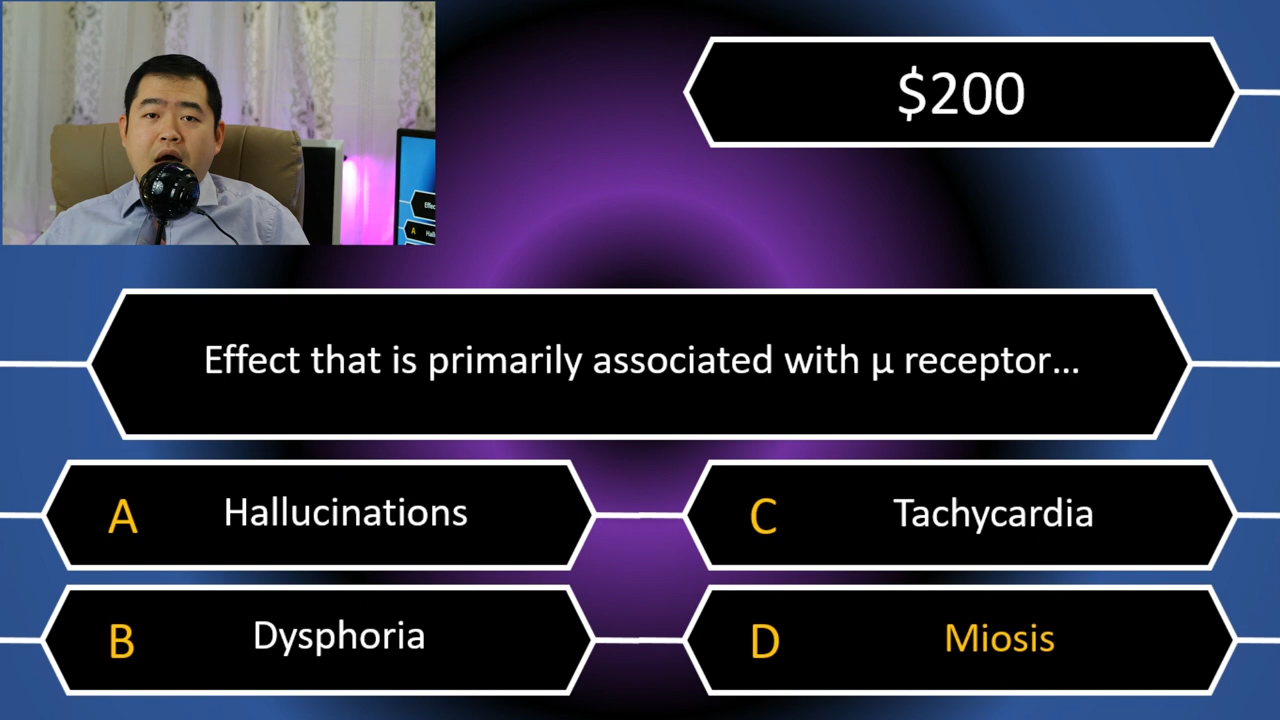 $200
Effect that is primarily associated with µ receptor...
A Hallucinations
C Tachycardia
B Dysphoria
D Miosis